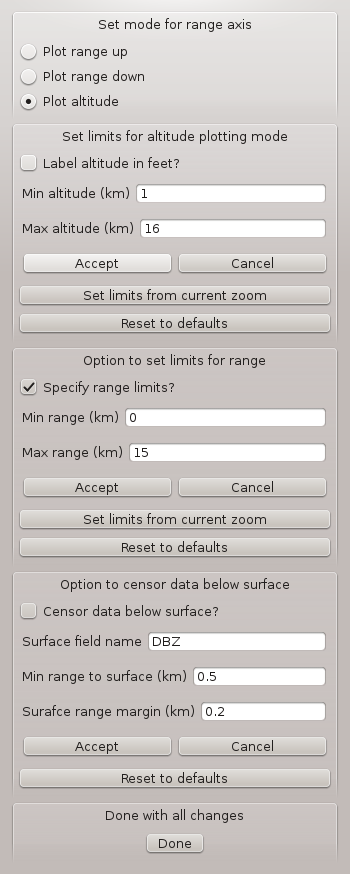 Set mode for range axis
Plot range up
Plot range down
Plot altitude
Set limits for altitude plotting mode
Label altitude in feet?
Min altitude (km) 1
Max altitude (km) 16
Accept Cancel
Set limits from current zoom
Reset to defaults
Option to set limits for range
Specify range limits?
Min range (km) 0
Max range (km) 15
Accept Cancel
Set limits from current zoom
Reset to defaults
Option to censor data below surface
Censor data below surface?
Surface field name DBZ
Min range to surface (km) 0.5
Surafce range margin (km) 0.2
Accept Cancel
Reset to defaults
Done with all changes
Done